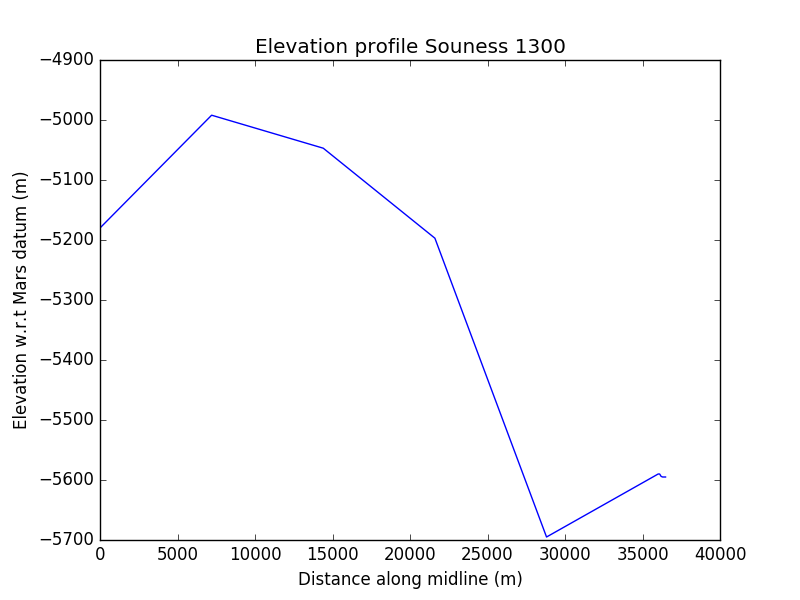 Elevation profile Souness 1300
−4900
−5000
−5100
−5200
−5300
−5400
−5500
−5600
−5700
Elevation w.r.t Mars datum (m)
0 5000 10000 15000 20000 25000 30000 35000 40000
Distance along midline (m)